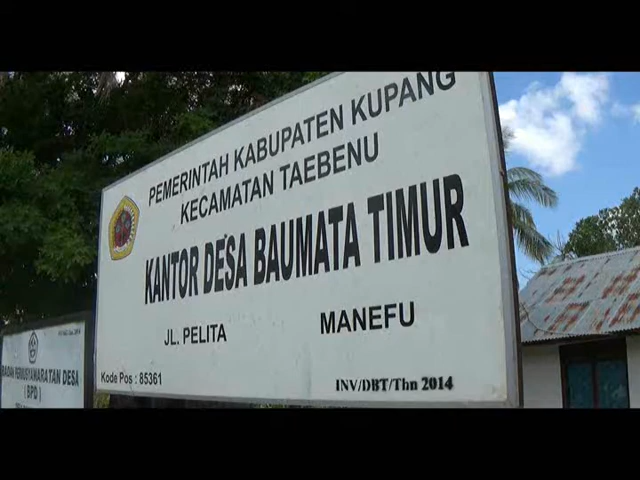 PEMERINTAH KABUPATEN KUPANG
KECAMATAN TAEBENU
KANTOR DESA BAUMATA TIMUR
JL. PELITA MANEFU
Kode Pos : 85361
INV/DBT/Thn 2014
BADAN PERMUSYAWARATAN DESA
( BPD )